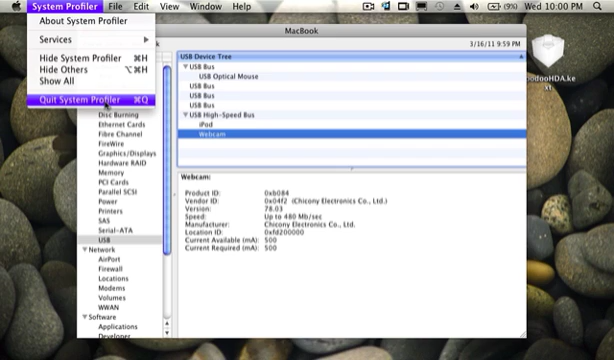 System Profiler File Edit View Window Help (9%) Wed 10:00 PM
About System Profiler
Services
Hide System Profiler ⌘H
Hide Others ⌥⌘H
Show All
Quit System Profiler ⌘Q
MacBook
3/16/11 9:59 PM
Disc Burning
Ethernet Cards
Fibre Channel
FireWire
Graphics/Displays
Hardware RAID
Memory
PCI Cards
Parallel SCSI
Power
Printers
SAS
Serial-ATA
USB
Network
AirPort
Firewall
Locations
Modems
Volumes
WWAN
Software
Applications
Developer
USB Device Tree
USB Bus
USB Optical Mouse
USB Bus
USB Bus
USB Bus
USB High-Speed Bus
iPod
Webcam
Webcam:
Product ID: 0xb084
Vendor ID: 0x04f2 (Chicony Electronics Co., Ltd.)
Version: 78.03
Speed: Up to 480 Mb/sec
Manufacturer: Chicony Electronics Co., Ltd.
Location ID: 0xfd200000
Current Available (mA): 500
Current Required (mA): 500
oodooHDA.ke
xt